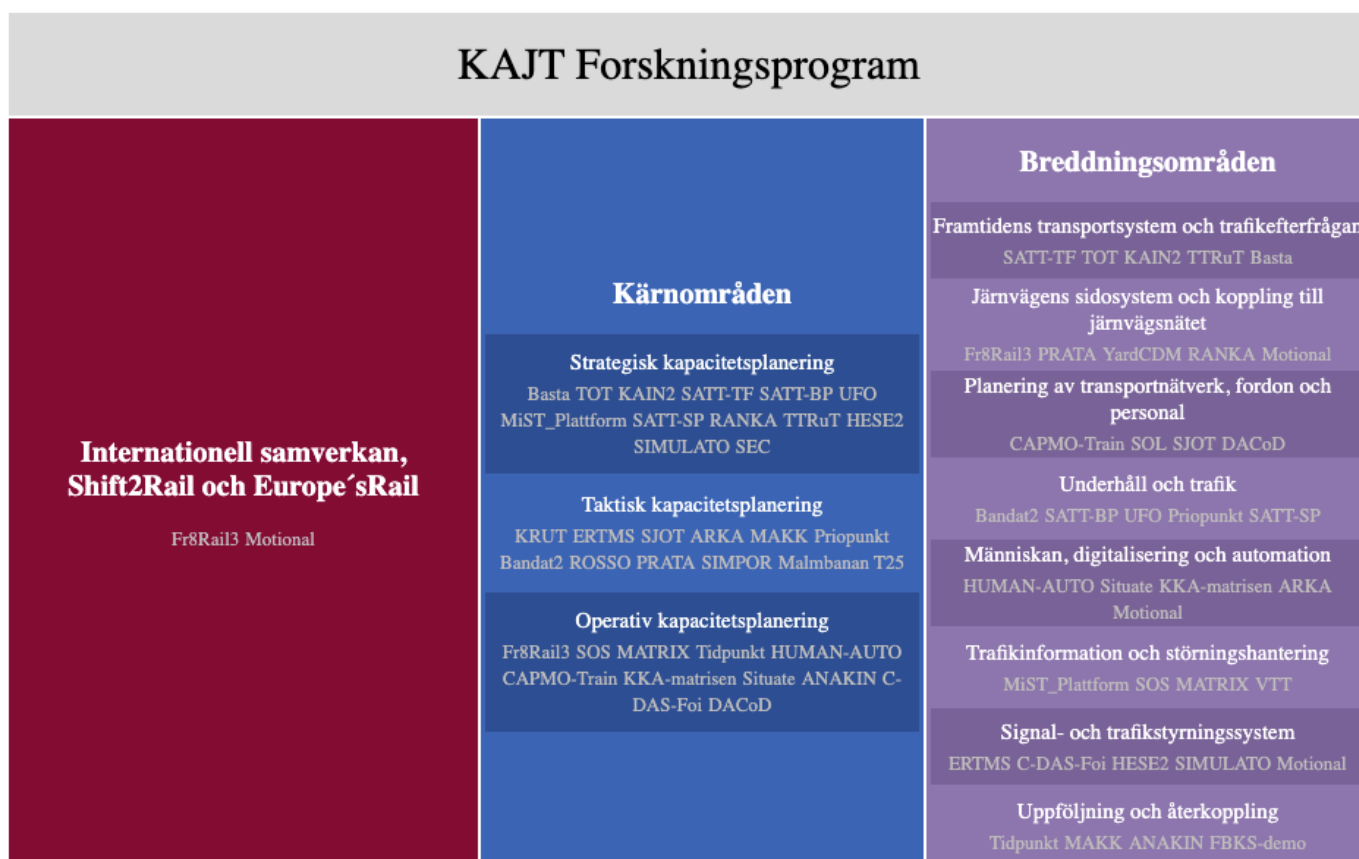 KAJT Forskningsprogram
Internationell samverkan,
Shift2Rail och Europe´sRail
Fr8Rail3 Motional
Kärnområden
Strategisk kapacitetsplanering
Basta TOT KAIN2 SATT-TF SATT-BP UFO
MiST_Plattform SATT-SP RANKA TTRuT HESE2
SIMULATO SEC
Taktisk kapacitetsplanering
KRUT ERTMS SJOT ARKA MAKK Priopunkt
Bandat2 ROSSO PRATA SIMPOR Malmbanan T25
Operativ kapacitetsplanering
Fr8Rail3 SOS MATRIX Tidpunkt HUMAN-AUTO
CAPMO-Train KKA-matrisen Situate ANAKIN C-
DAS-Foi DACoD
Breddningsområden
Framtidens transportsystem och trafikefterfrågan
SATT-TF TOT KAIN2 TTRuT Basta
Järnvägens sidosystem och koppling till
järnvägsnätet
Fr8Rail3 PRATA YardCDM RANKA Motional
Planering av transportnätverk, fordon och
personal
CAPMO-Train SOL SJOT DACoD
Underhåll och trafik
Bandat2 SATT-BP UFO Priopunkt SATT-SP
Människan, digitalisering och automation
HUMAN-AUTO Situate KKA-matrisen ARKA
Motional
Trafikinformation och störningshantering
MiST_Plattform SOS MATRIX VTT
Signal- och trafikstyrningssystem
ERTMS C-DAS-Foi HESE2 SIMULATO Motional
Uppföljning och återkoppling
Tidpunkt MAKK ANAKIN FBKS-demo